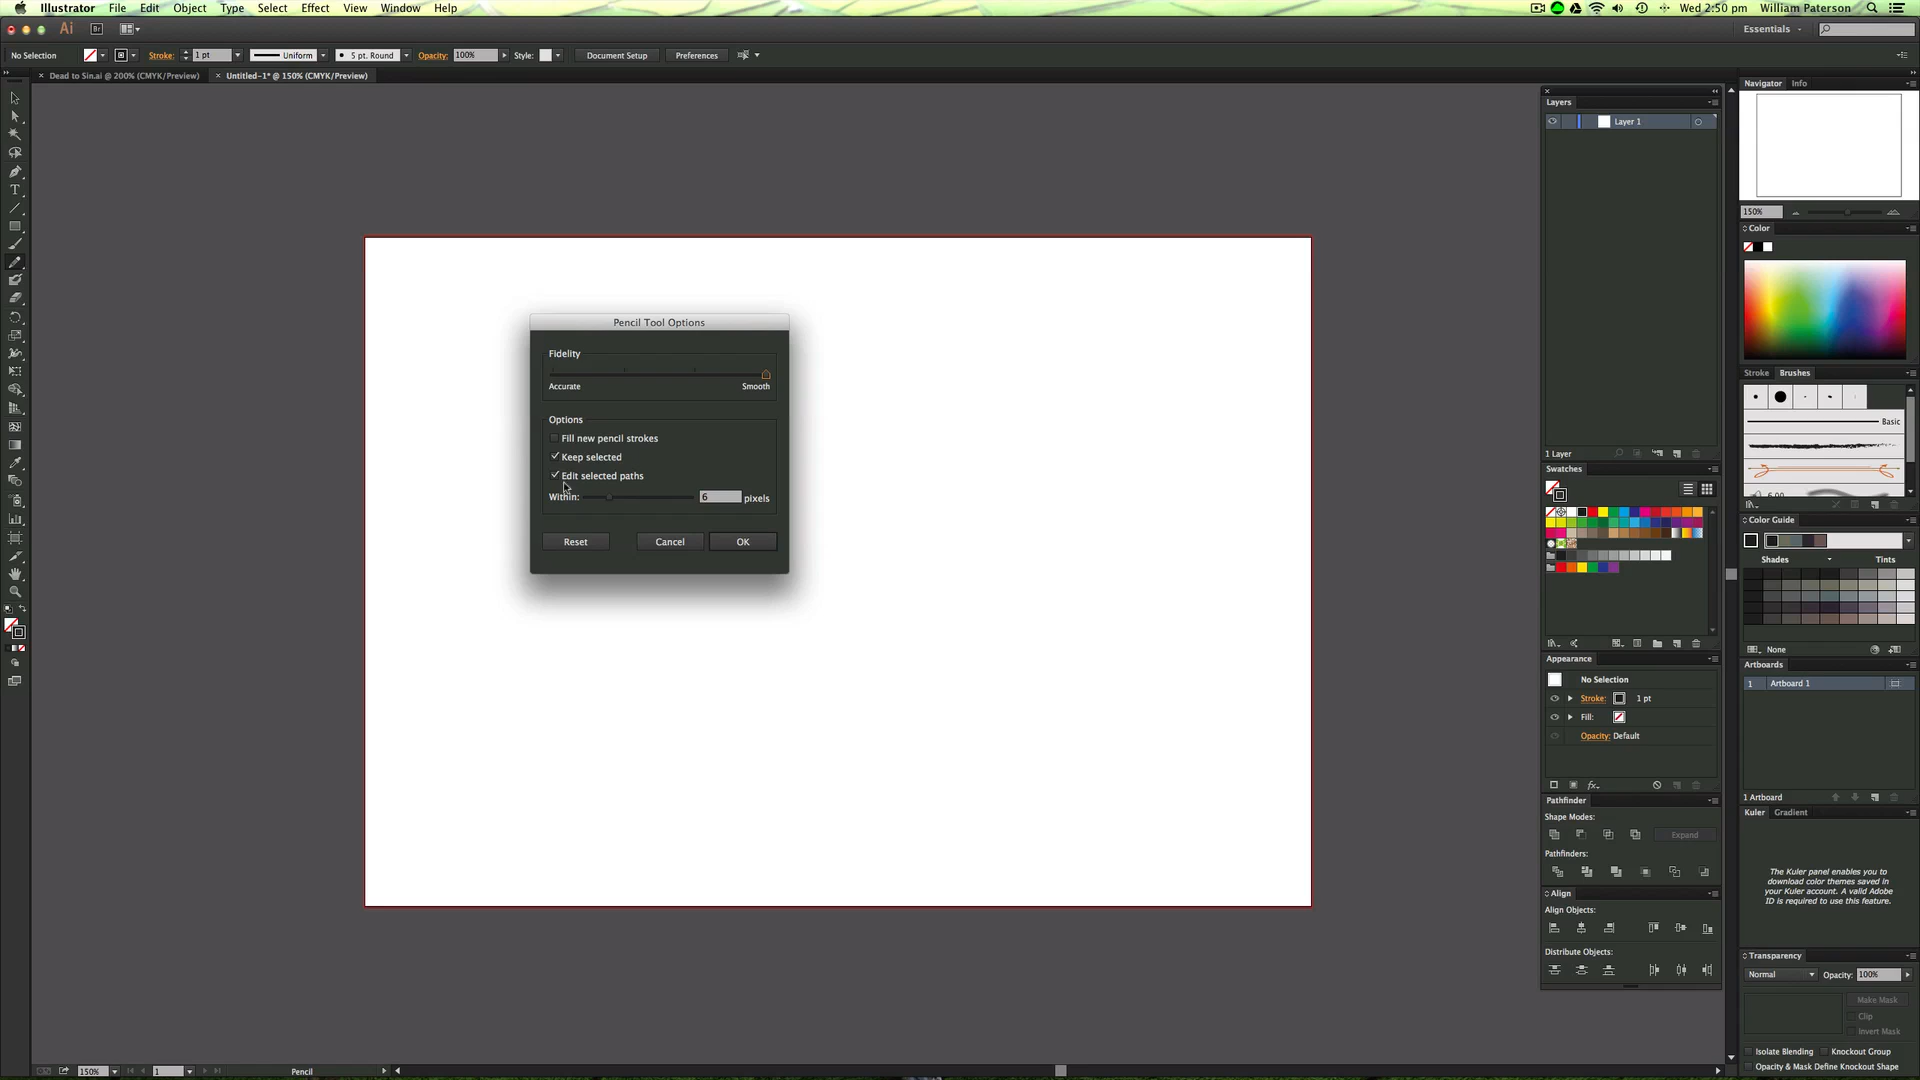 Illustrator File Edit Object Type Select Effect View Window Help
Wed 2:50 pm William Paterson
Ai Br
Essentials
No Selection
Stroke: 1 pt
Uniform
5 pt. Round
Opacity: 100%
Style:
Document Setup
Preferences
Dead to Sin.ai @ 200% (CMYK/Preview)
Untitled-1* @ 150% (CMYK/Preview)
Pencil Tool Options
Fidelity
Accurate Smooth
Options
Fill new pencil strokes
Keep selected
Edit selected paths
Within: 6 pixels
Reset Cancel OK
Layers
Layer 1
1 Layer
Swatches
Appearance
No Selection
Stroke: 1 pt
Fill:
Opacity: Default
fx
Pathfinder
Shape Modes:
Expand
Pathfinders:
Align
Align Objects:
Distribute Objects:
Navigator Info
150%
Color
Stroke Brushes
Basic
6.00
Color Guide
Shades Tints
None
Artboards
1 Artboard 1
1 Artboard
Kuler Gradient
The Kuler panel enables you to
download color themes saved in
your Kuler account. A valid Adobe
ID is required to use this feature.
Transparency
Normal Opacity: 100%
Make Mask
Clip
Invert Mask
Isolate Blending Knockout Group
Opacity & Mask Define Knockout Shape
150% 1 Pencil